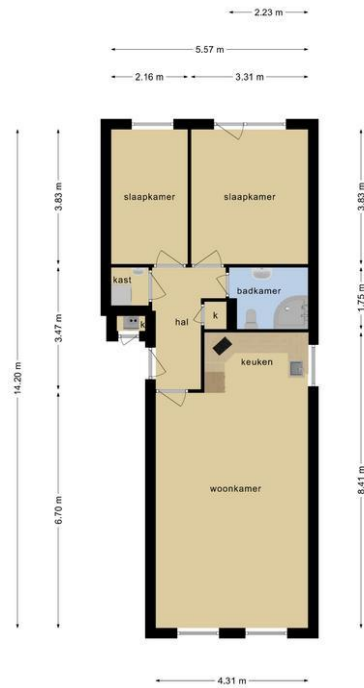 2.23 m
5.57 m
2.16 m
3.31 m
3.83 m
3.83 m
slaapkamer
slaapkamer
kast
badkamer
1.75 m
3.47 m
k
k
hal
14.20 m
keuken
6.70 m
8.41 m
woonkamer
4.31 m